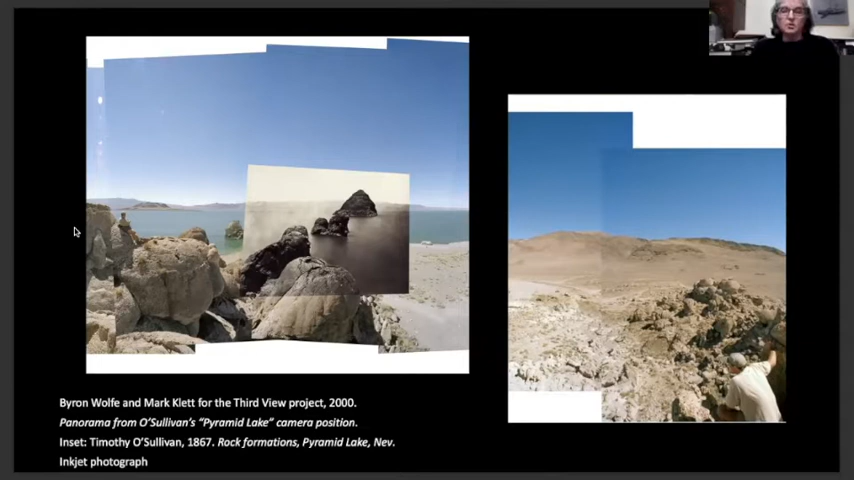 Byron Wolfe and Mark Klett for the Third View project, 2000.
Panorama from O'Sullivan's "Pyramid Lake" camera position.
Inset: Timothy O'Sullivan, 1867. Rock formations, Pyramid Lake, Nev.
Inkjet photograph